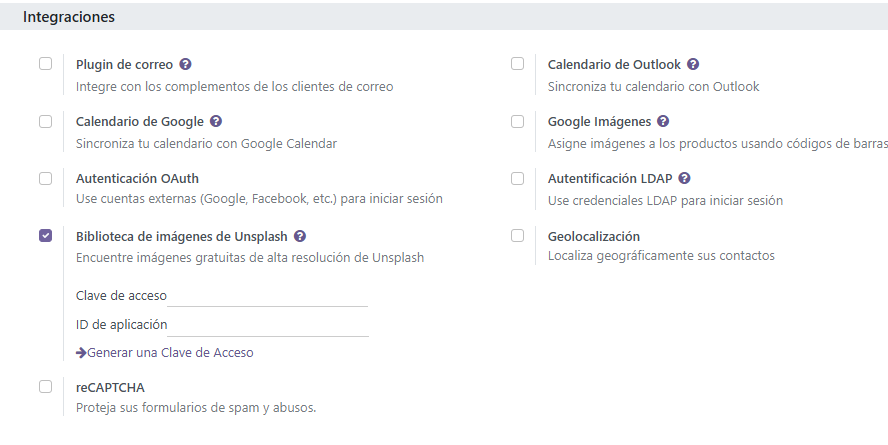 Integraciones
Plugin de correo ?
Integre con los complementos de los clientes de correo
Calendario de Outlook ?
Sincroniza tu calendario con Outlook
Calendario de Google ?
Sincroniza tu calendario con Google Calendar
Google Imágenes ?
Asigne imágenes a los productos usando códigos de barras
Autenticación OAuth
Use cuentas externas (Google, Facebook, etc.) para iniciar sesión
Autentificación LDAP ?
Use credenciales LDAP para iniciar sesión
Biblioteca de imágenes de Unsplash ?
Encuentre imágenes gratuitas de alta resolución de Unsplash
Clave de acceso
ID de aplicación
Generar una Clave de Acceso
Geolocalización
Localiza geográficamente sus contactos
reCAPTCHA
Proteja sus formularios de spam y abusos.